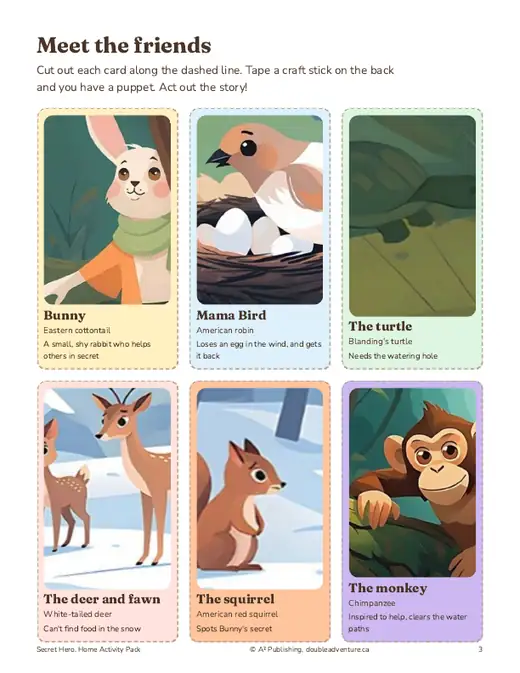 Meet the friends
Cut out each card along the dashed line. Tape a craft stick on the back
and you have a puppet. Act out the story!
Bunny
Eastern cottontail
A small, shy rabbit who helps
others in secret
Mama Bird
American robin
Loses an egg in the wind, and gets
it back
The turtle
Blanding's turtle
Needs the watering hole
The deer and fawn
White-tailed deer
Can't find food in the snow
The squirrel
American red squirrel
Spots Bunny's secret
The monkey
Chimpanzee
Inspired to help, clears the water
paths
Secret Hero. Home Activity Pack
© A² Publishing, doubleadventure.ca
3